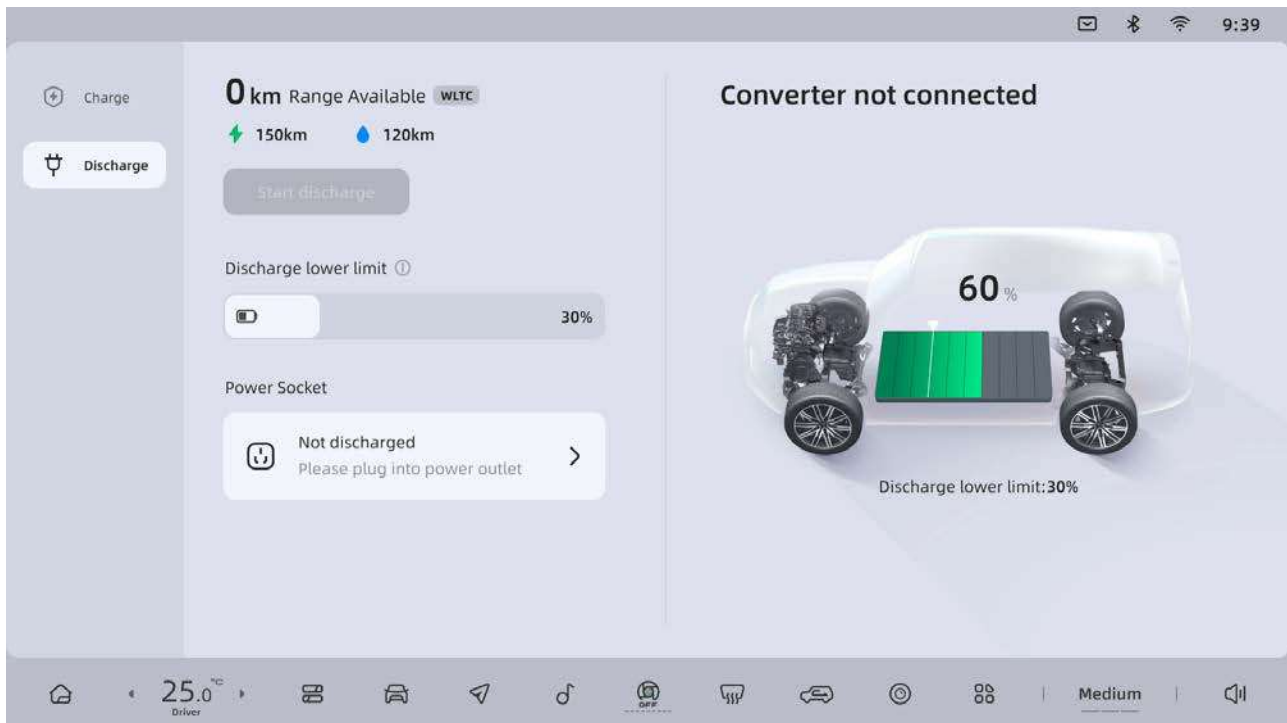 9:39
Charge
Discharge
0 km Range Available WLTC
150km 120km
Start discharge
Discharge lower limit
30%
Power Socket
Not discharged
Please plug into power outlet
Converter not connected
60 %
Discharge lower limit:30%
25.0 °C
Driver
OFF
Medium